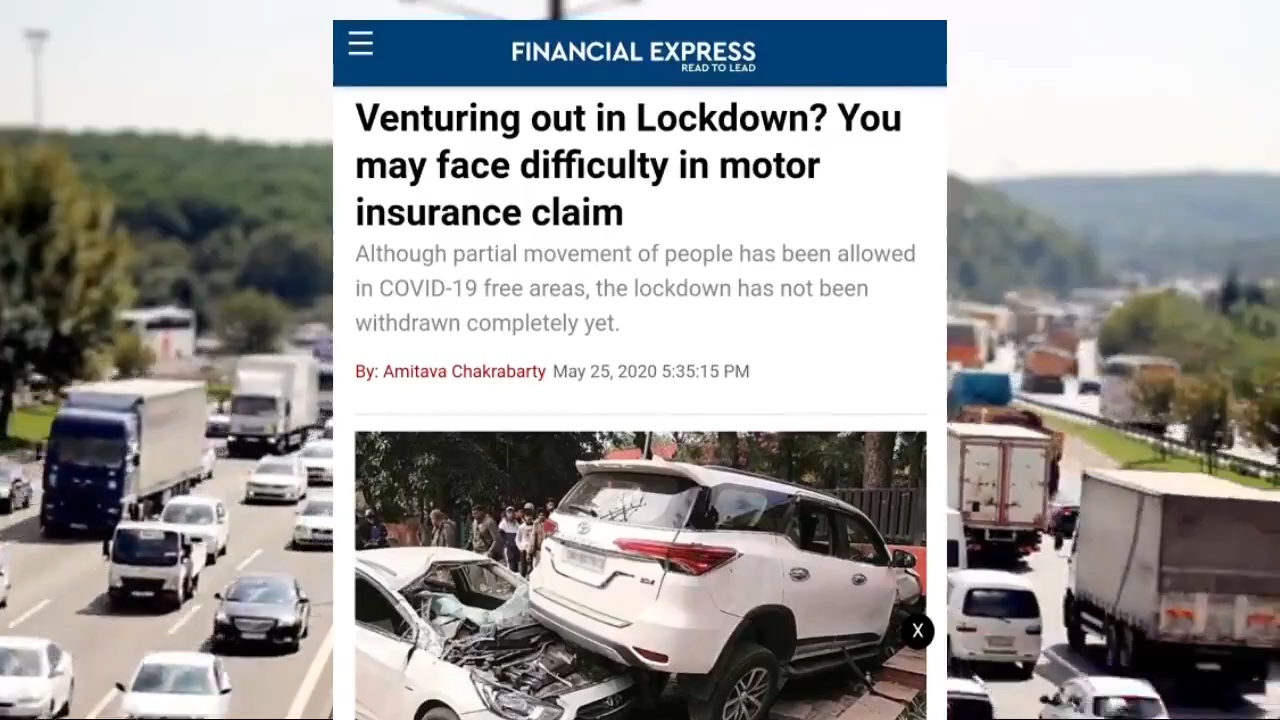 FINANCIAL EXPRESS
READ TO LEAD
Venturing out in Lockdown? You
may face difficulty in motor
insurance claim
Although partial movement of people has been allowed
in COVID-19 free areas, the lockdown has not been
withdrawn completely yet.
By: Amitava Chakrabarty May 25, 2020 5:35:15 PM
X